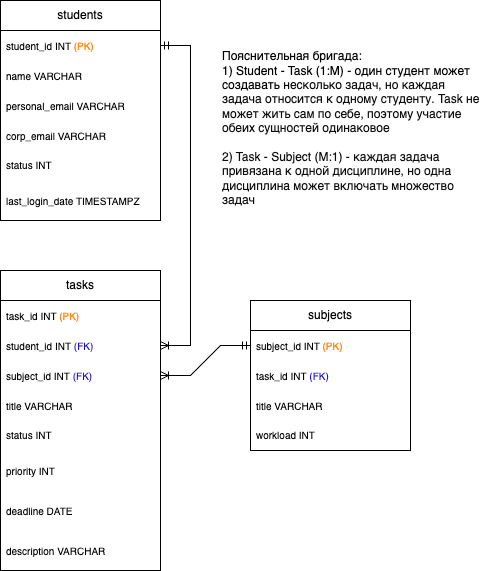 students
student_id INT (PK)
name VARCHAR
personal_email VARCHAR
corp_email VARCHAR
status INT
last_login_date TIMESTAMPZ
Пояснительная бригада:
1) Student - Task (1:M) - один студент может
создавать несколько задач, но каждая
задача относится к одному студенту. Task не
может жить сам по себе, поэтому участие
обеих сущностей одинаковое
2) Task - Subject (M:1) - каждая задача
привязана к одной дисциплине, но одна
дисциплина может включать множество
задач
tasks
task_id INT (PK)
student_id INT (FK)
subject_id INT (FK)
title VARCHAR
status INT
priority INT
deadline DATE
description VARCHAR
subjects
subject_id INT (PK)
task_id INT (FK)
title VARCHAR
workload INT